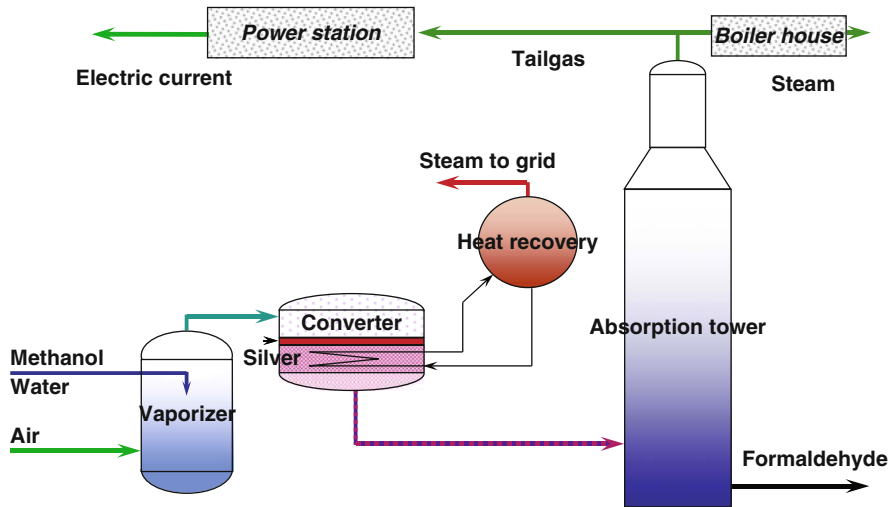 Power station
Boiler house
Tailgas
Electric current
Steam
Steam to grid
Heat recovery
Converter
Absorption tower
Silver
Methanol
Water
Vaporizer
Air
Formaldehyde